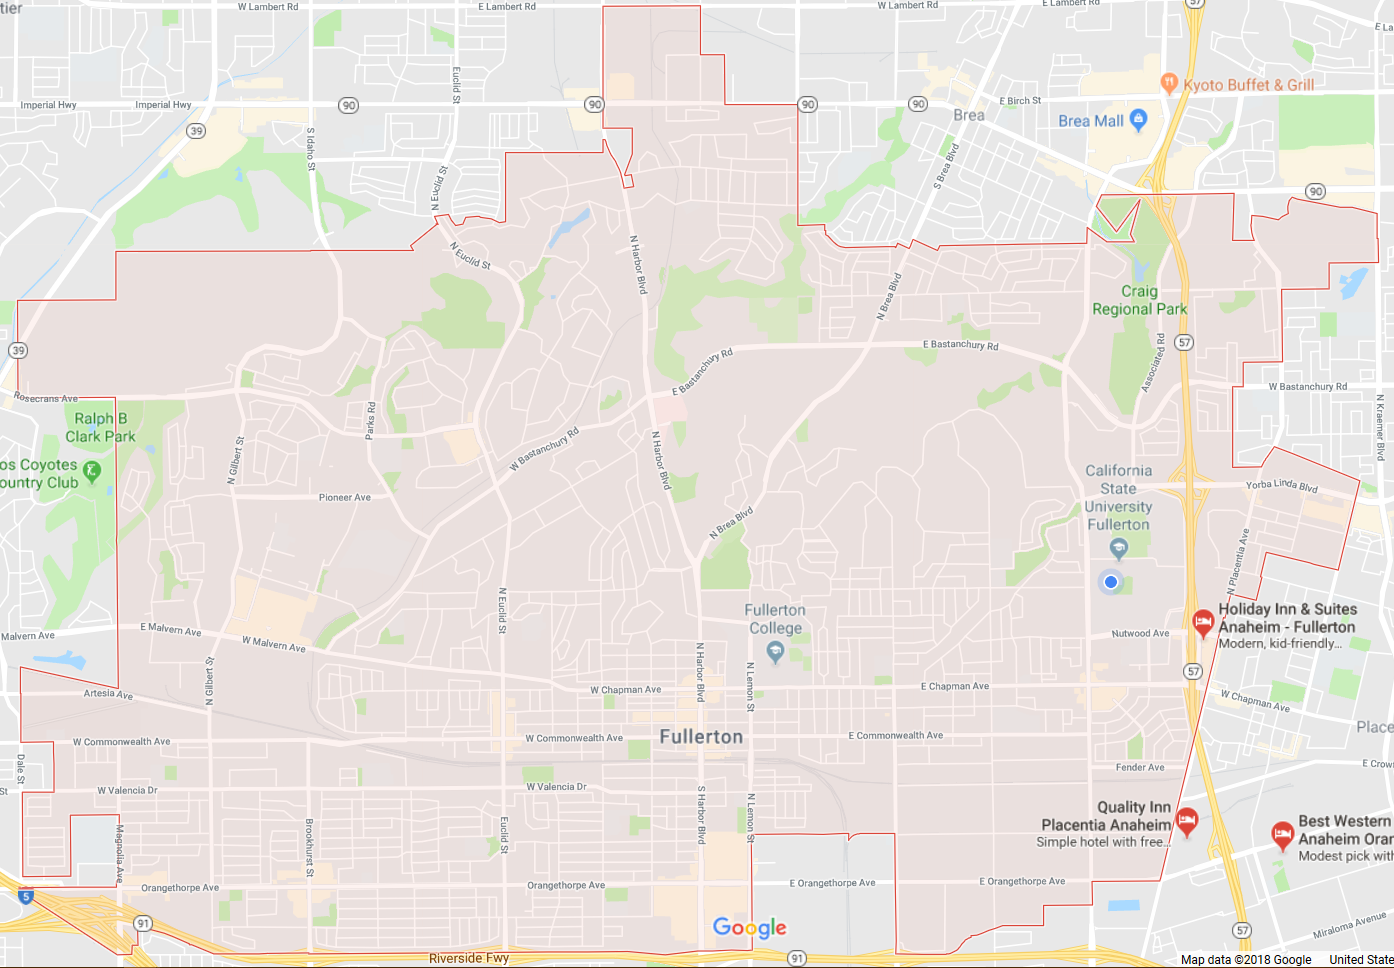 tier
W Lambert Rd
E Lambert Rd
W Lambert Rd
E Lambert Rd
57
E La
Imperial Hwy
Imperial Hwy
39
S Idaho St
90
Euclid St
90
90
90
E Birch St
Brea
Kyoto Buffet & Grill
Brea Mall
S Brea Blvd
N Euclid St
90
N Euclid St
N Harbor Blvd
N Brea Blvd
Craig
Regional Park
39
57
E Bastanchury Rd
E Bastanchury Rd
Associated Rd
W Bastanchury Rd
N Kraemer Blvd
Rosecrans Ave
Ralph B
Clark Park
Parks Rd
N Gilbert St
W Bastanchury Rd
N Harbor Blvd
os Coyotes
ountry Club
Pioneer Ave
California
State
University
Fullerton
Yorba Linda Blvd
N Brea Blvd
N Placentia Ave
N Euclid St
Fullerton
College
Holiday Inn & Suites
Anaheim - Fullerton
Modern, kid-friendly...
Malvern Ave
E Malvern Ave
W Malvern Ave
Nutwood Ave
N Gilbert St
N Harbor Blvd
N Lemon St
57
Artesia Ave
W Chapman Ave
E Chapman Ave
W Chapman Ave
Place
W Commonwealth Ave
W Commonwealth Ave
Fullerton
E Commonwealth Ave
Dale St
Fender Ave
E Crow
St
W Valencia Dr
W Valencia Dr
Magnolia Ave
Brookhurst St
Euclid St
S Harbor Blvd
N Lemon St
Quality Inn
Placentia Anaheim
Simple hotel with free...
Best Western
Anaheim Oran
Modest pick with
5
Orangethorpe Ave
Orangethorpe Ave
E Orangethorpe Ave
E Orangethorpe Ave
91
Google
57
Miraloma Avenue
Riverside Fwy
91
Map data ©2018 Google
United State